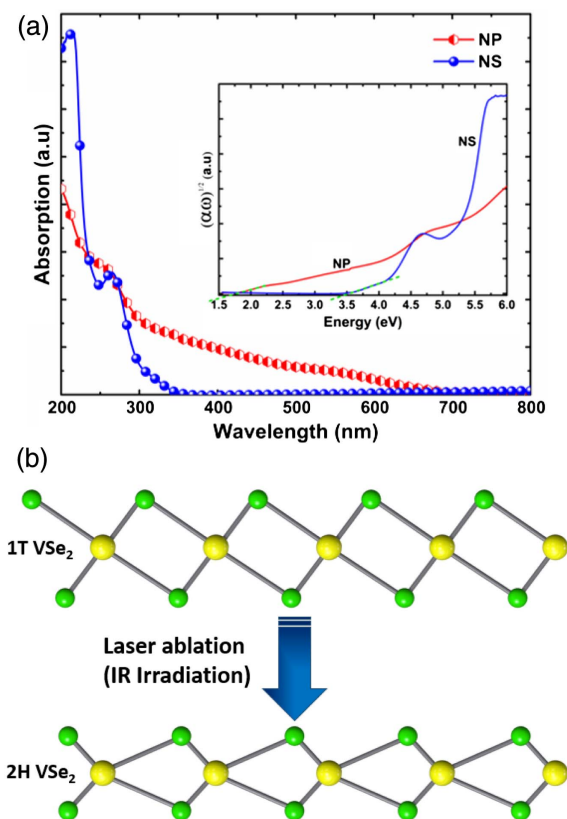 (a)
NP
NS
Absorption (a.u)
(αω)¹/² (a.u)
NS
NP
1.5 2.0 2.5 3.0 3.5 4.0 4.5 5.0 5.5 6.0
Energy (eV)
200 300 400 500 600 700 800
Wavelength (nm)
(b)
1T VSe₂
Laser ablation
(IR Irradiation)
2H VSe₂